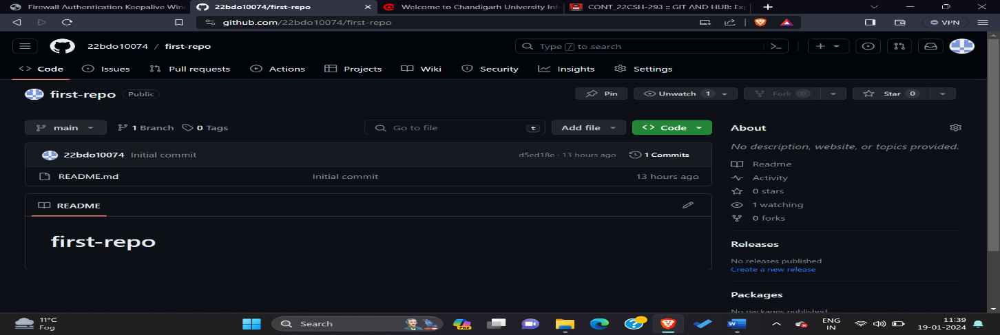 Firewall Authentication Keepalive Wind
22bdo10074/first-repo
Welcome to Chandigarh University Inf
CONT_22CSH-293 :: GIT AND HUB: Exp
github.com/22bdo10074/first-repo
VPN
22bdo10074 / first-repo
Type / to search
Code Issues Pull requests Actions Projects Wiki Security Insights Settings
first-repo Public
Pin Unwatch 1 Fork 0 Star 0
main 1 Branch 0 Tags
Go to file t Add file Code
22bdo10074 Initial commit d5ed18e · 13 hours ago 1 Commits
README.md Initial commit 13 hours ago
README
first-repo
About
No description, website, or topics provided.
Readme
Activity
0 stars
1 watching
0 forks
Releases
No releases published
Create a new release
Packages
No packages published
11°C
Fog
Search
PRE
ENG
IN
11:39
19-01-2024